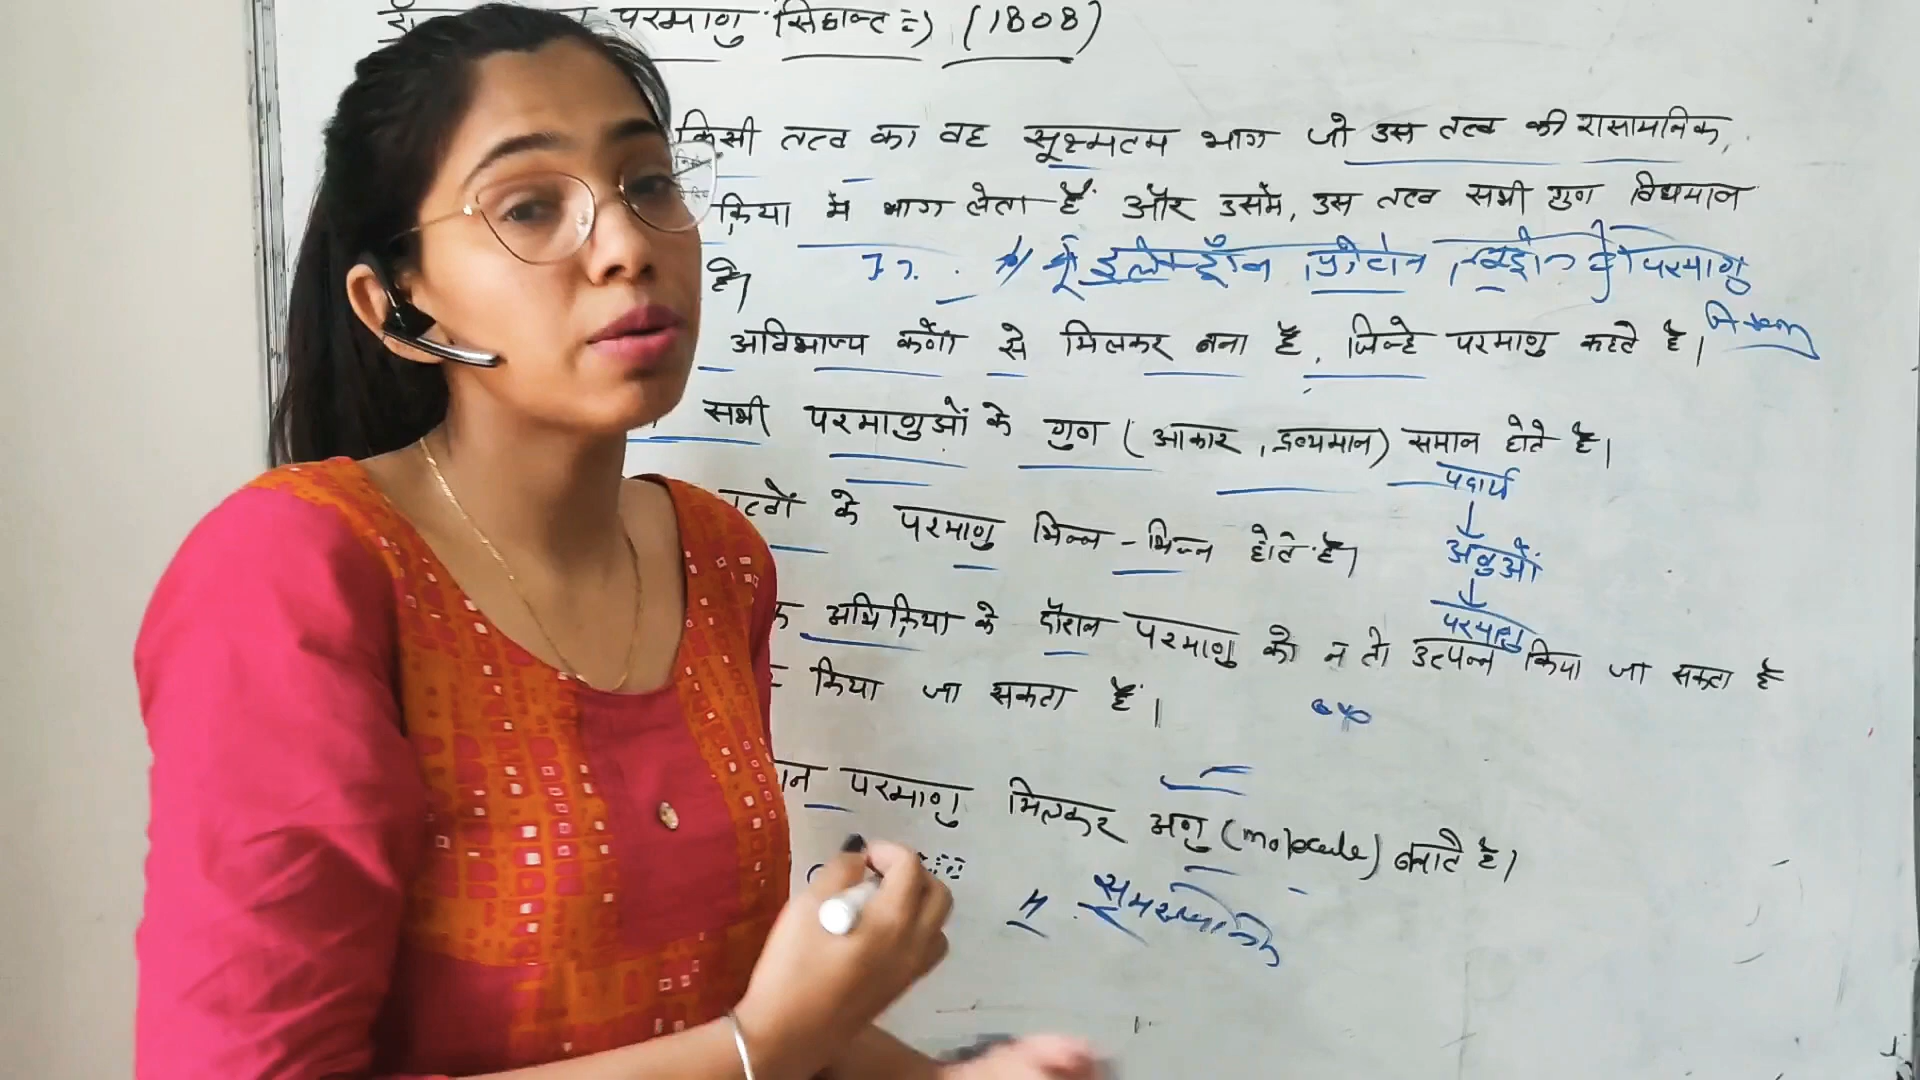 परमाणु सिद्धान्त ⇒ (1808)
किसी तत्व का वह सूक्ष्मतम भाग जो उस तत्व की रासायनिक,
क्रिया में भाग लेता है और उसमें, उस तत्व सभी गुण विद्यमान
है।
इलेक्ट्रॉन प्रोटोन परमाणु
अविभाज्य कणों से मिलकर बना है, जिन्हे परमाणु कहते है।
सभी परमाणुओं के गुण (आकार, द्रव्यमान) समान होते है।
पदार्थ
↓
के परमाणु भिन्न-भिन्न होते है।
अणुओं
↓
परमाणु
अभिक्रिया के दौरान परमाणु को न तो उत्पन्न किया जा सकता है
किया जा सकता है।
परमाणु मिलकर अणु (molecule) बनाते है।